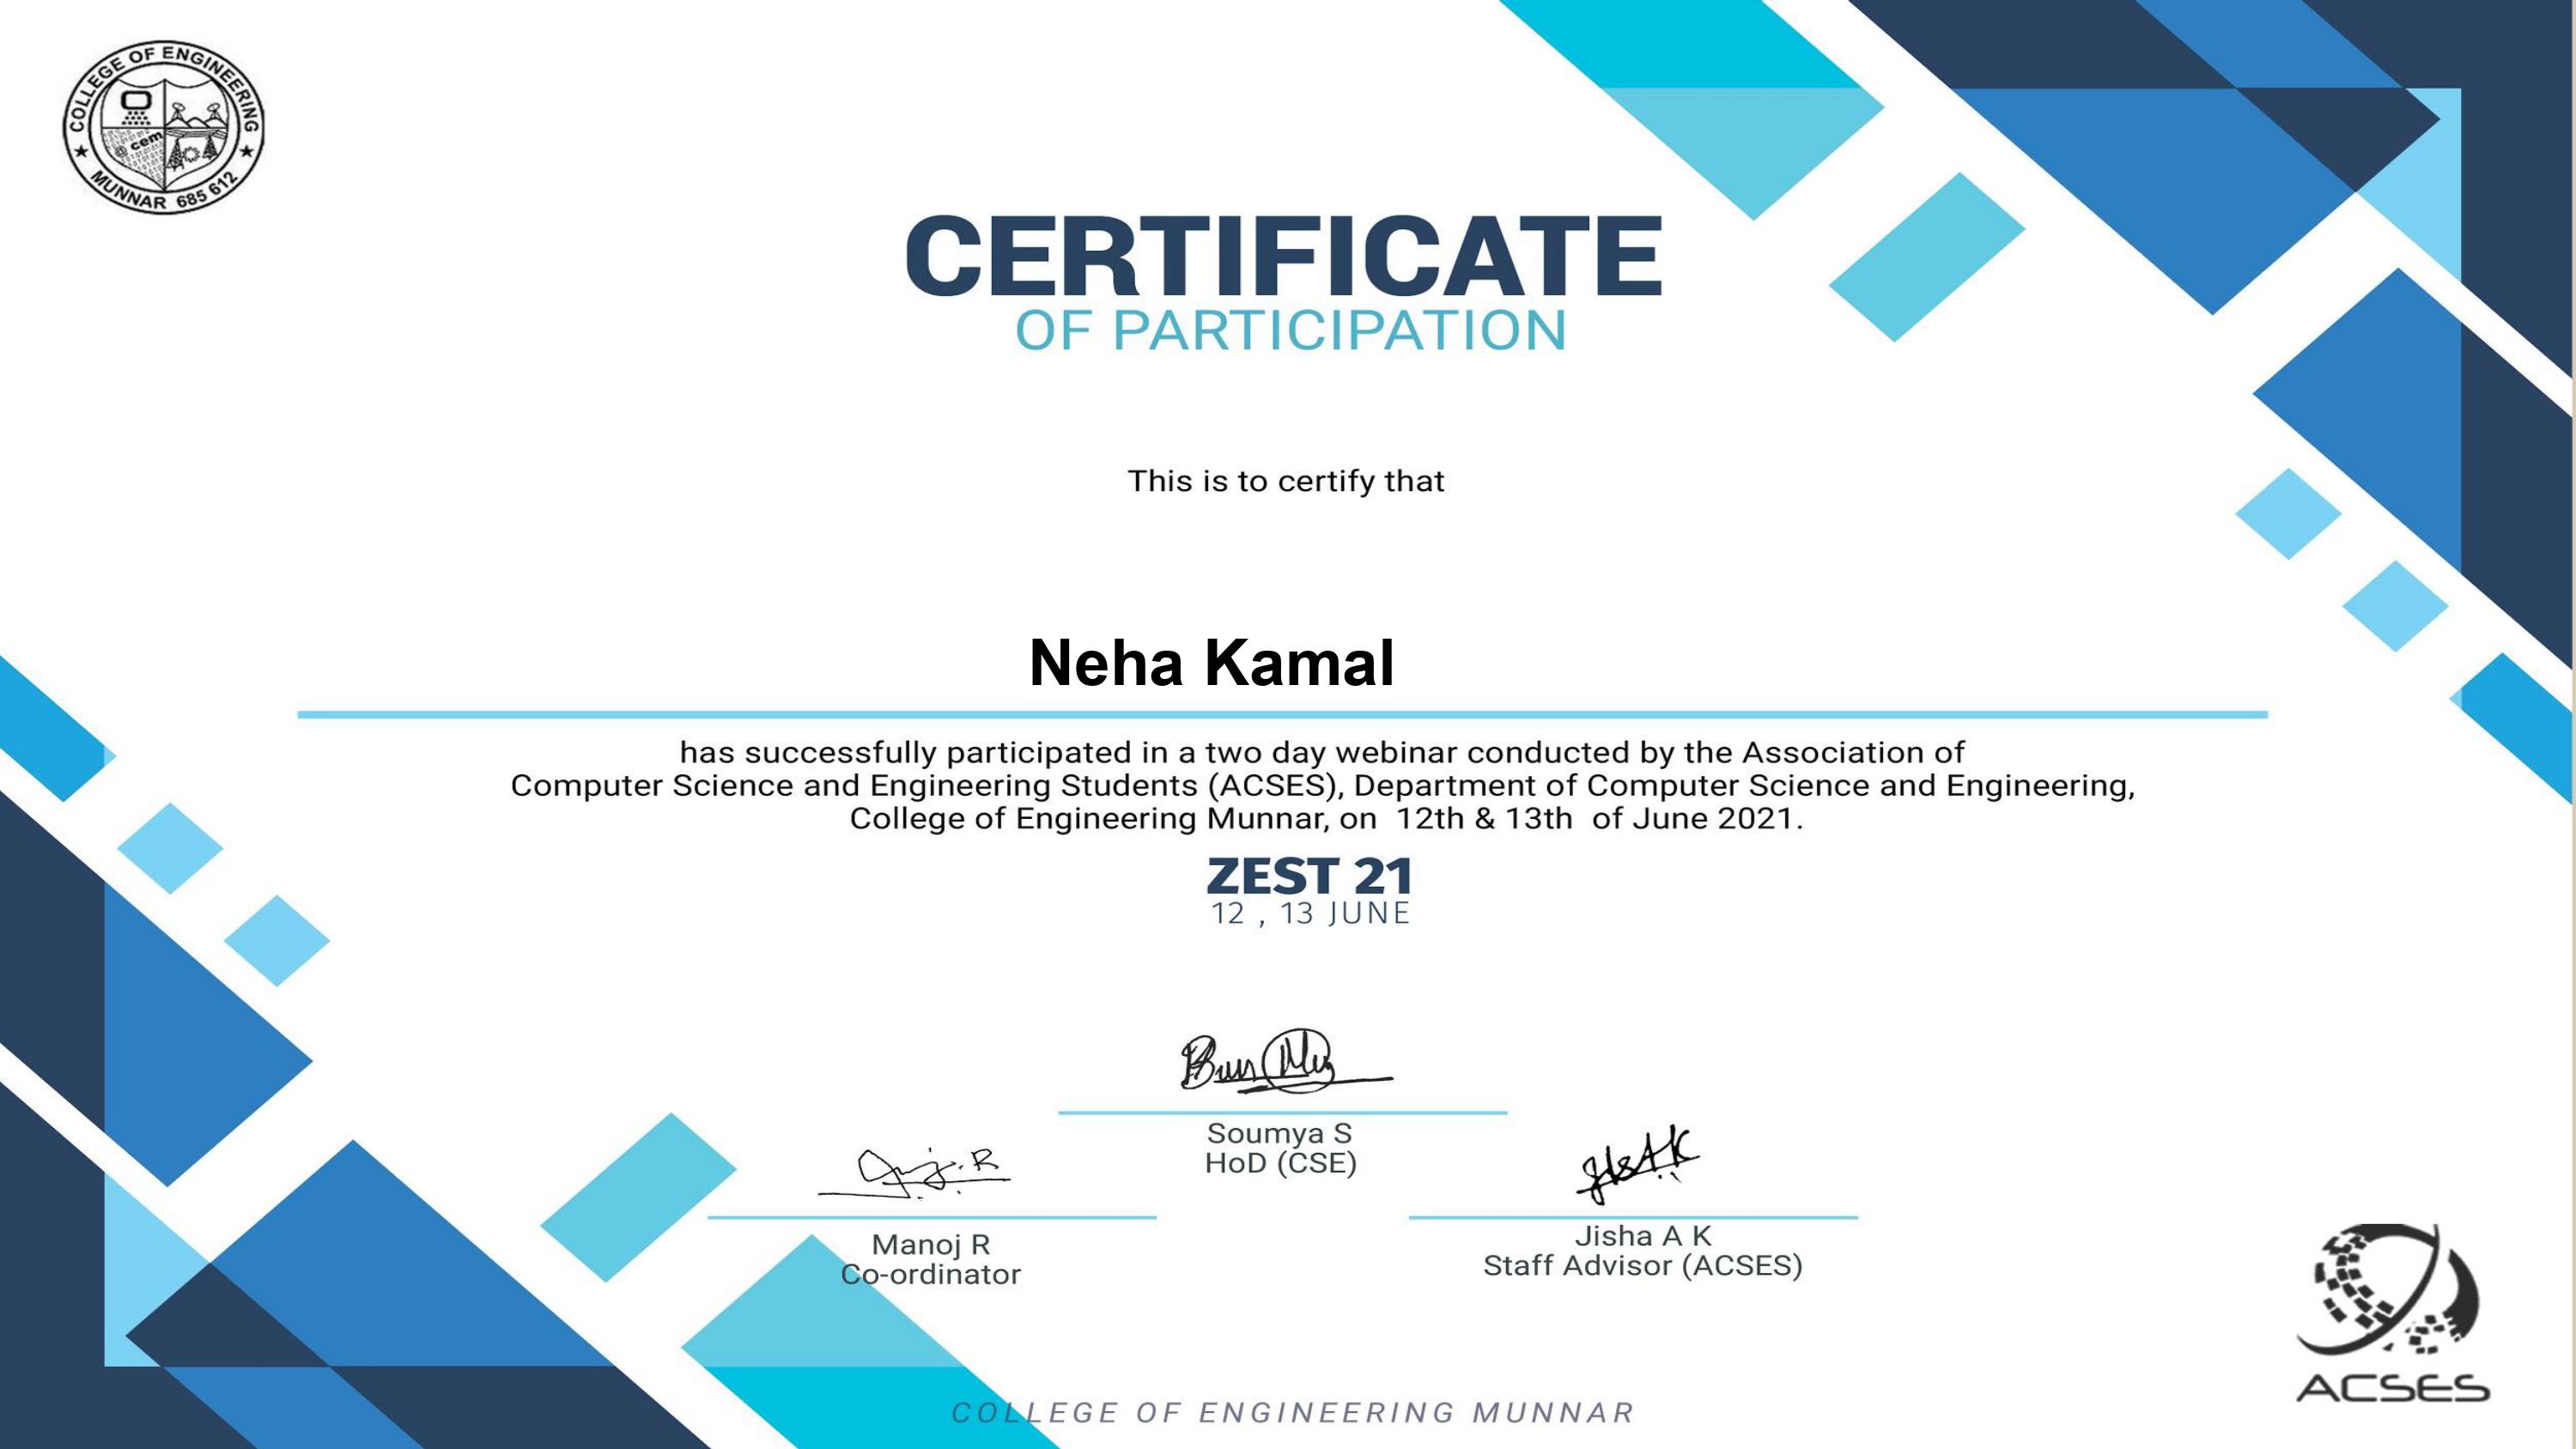 COLLEGE OF ENGINEERING
cem
MUNNAR 685 612
CERTIFICATE
OF PARTICIPATION
This is to certify that
Neha Kamal
has successfully participated in a two day webinar conducted by the Association of
Computer Science and Engineering Students (ACSES), Department of Computer Science and Engineering,
College of Engineering Munnar, on 12th & 13th of June 2021.
ZEST 21
12 , 13 JUNE
Soumya S
HoD (CSE)
Manoj R
Co-ordinator
Jisha A K
Staff Advisor (ACSES)
ACSES
COLLEGE OF ENGINEERING MUNNAR